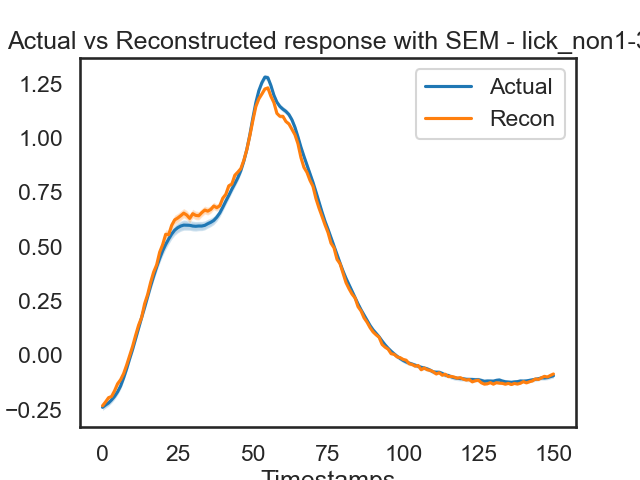 Actual vs Reconstructed response with SEM - lick_non1-3
Actual
Recon
1.25
1.00
0.75
0.50
0.25
0.00
−0.25
0 25 50 75 100 125 150
Timestamps